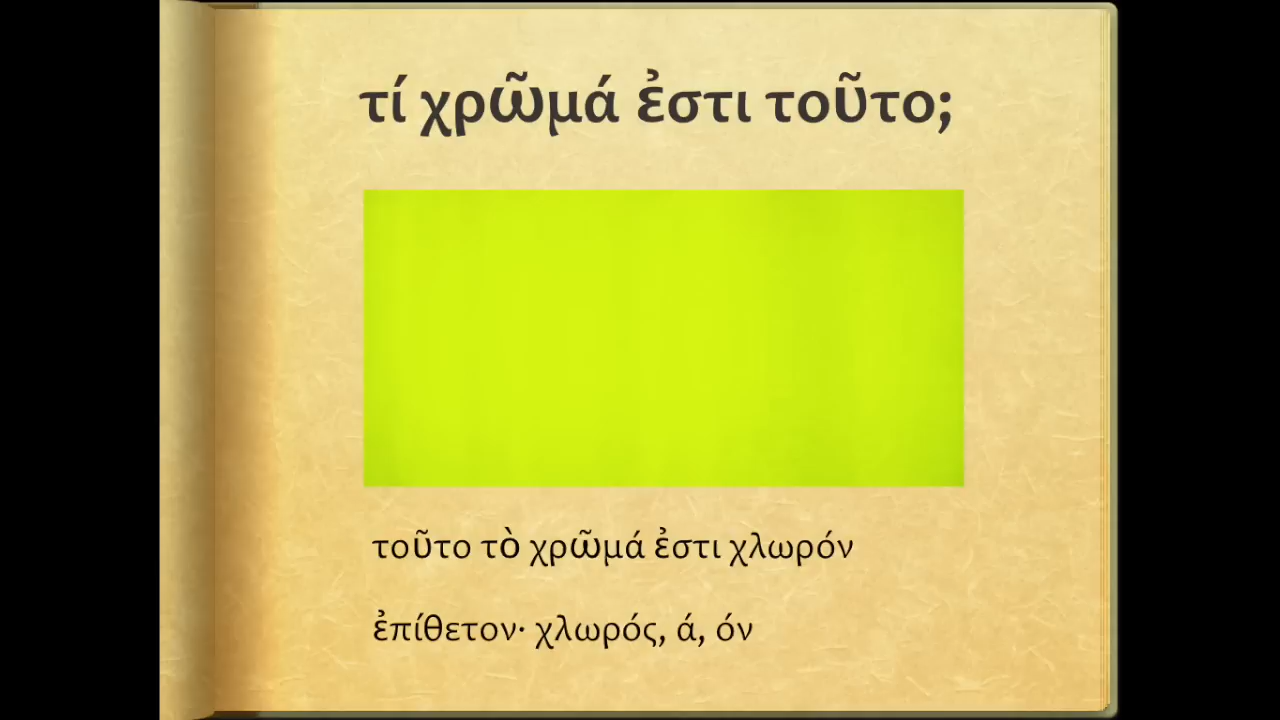 τί χρῶμά ἐστι τοῦτο;
τοῦτο τὸ χρῶμά ἐστι χλωρόν
ἐπίθετον· χλωρός, ά, όν